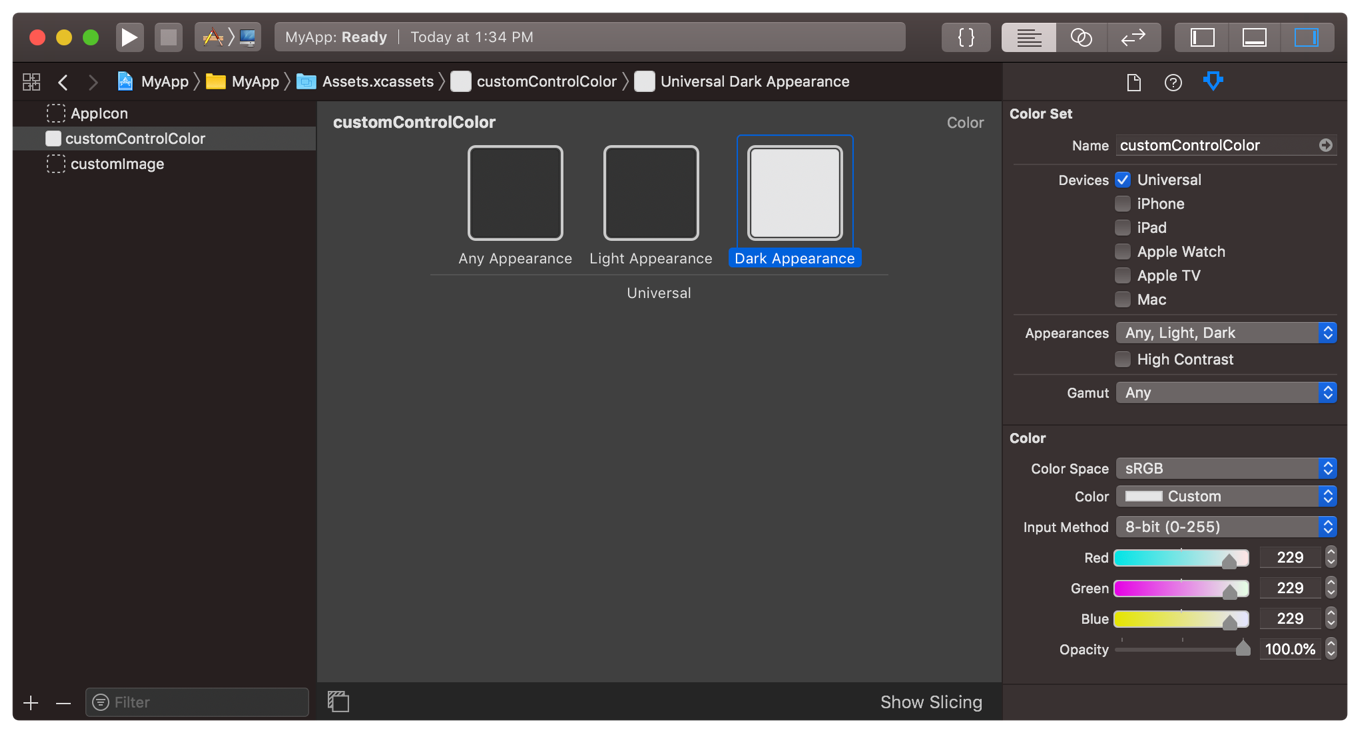 MyApp: Ready | Today at 1:34 PM
{ }
MyApp MyApp Assets.xcassets customControlColor Universal Dark Appearance
AppIcon
customControlColor
customImage
customControlColor Color
Any Appearance Light Appearance Dark Appearance
Universal
Color Set
Name customControlColor
Devices Universal
iPhone
iPad
Apple Watch
Apple TV
Mac
Appearances Any, Light, Dark
High Contrast
Gamut Any
Color
Color Space sRGB
Color Custom
Input Method 8-bit (0-255)
Red 229
Green 229
Blue 229
Opacity 100.0%
Filter
Show Slicing